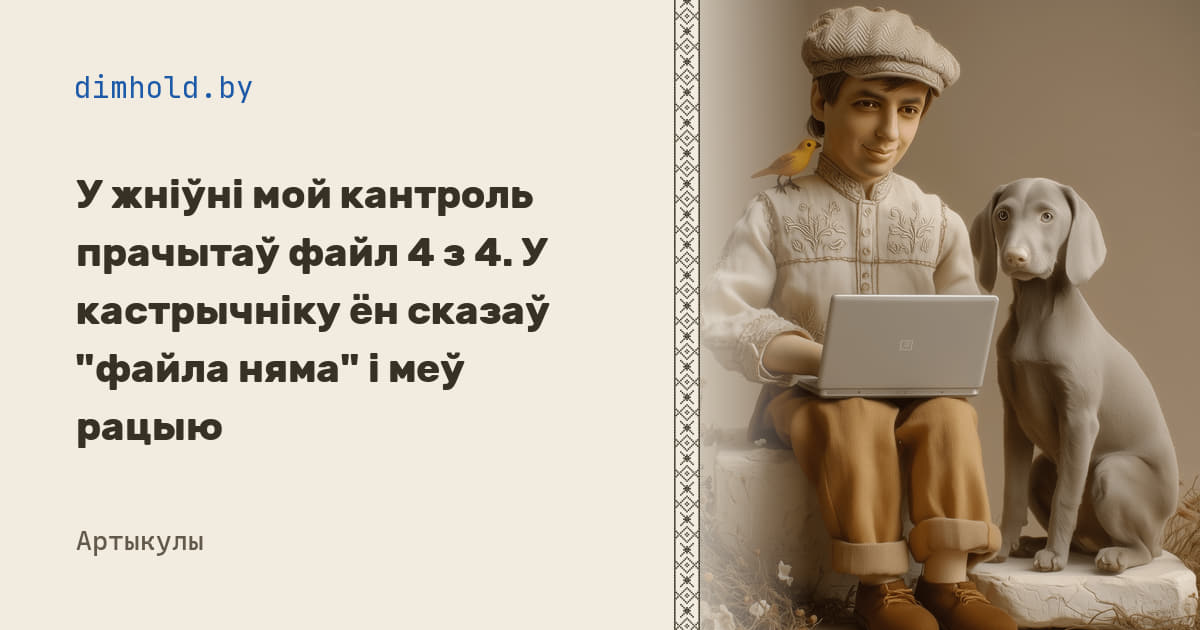 dimhold.by
У жніўні мой кантроль
прачытаў файл 4 з 4. У
кастрычніку ён сказаў
"файла няма" і меў
рацыю
Артыкулы